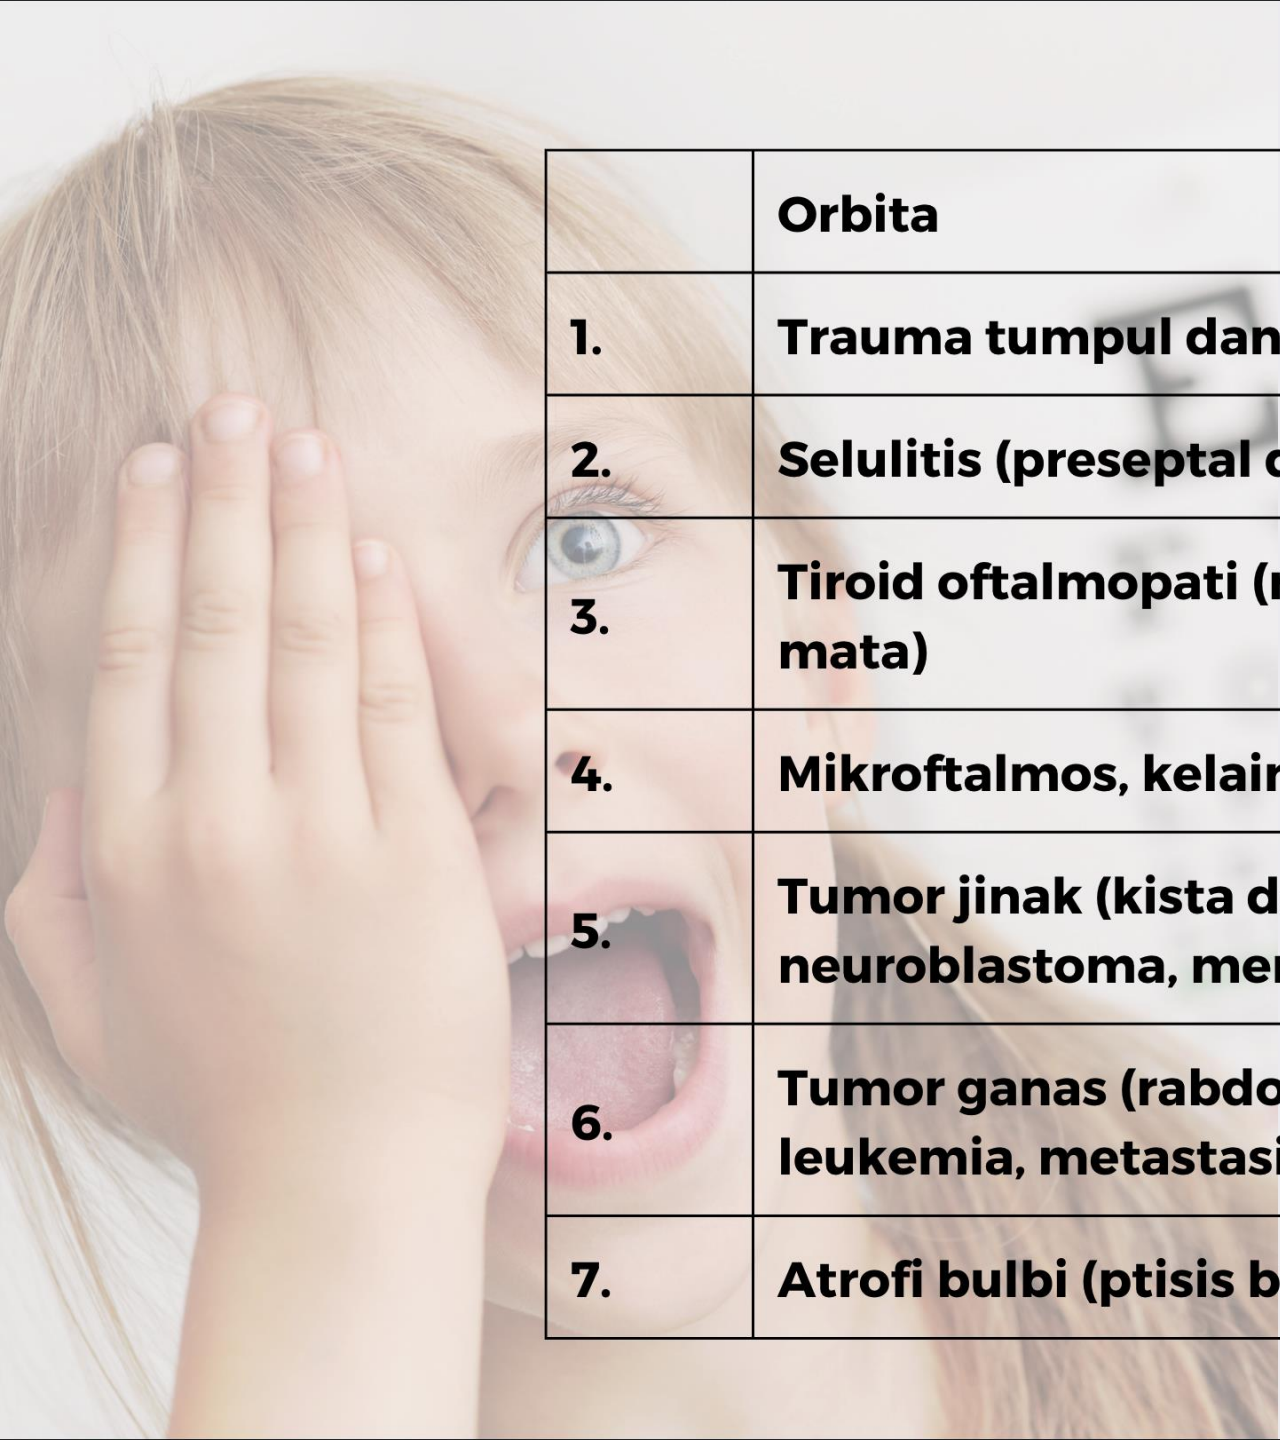 Orbita
1. Trauma tumpul dan
2. Selulitis (preseptal
3. Tiroid oftalmopati (
mata)
4. Mikroftalmos,
5. Tumor jinak (kista
neuroblastoma,
6. Tumor ganas
leukemia,
7. Atrofi bulbi (ptisis
E